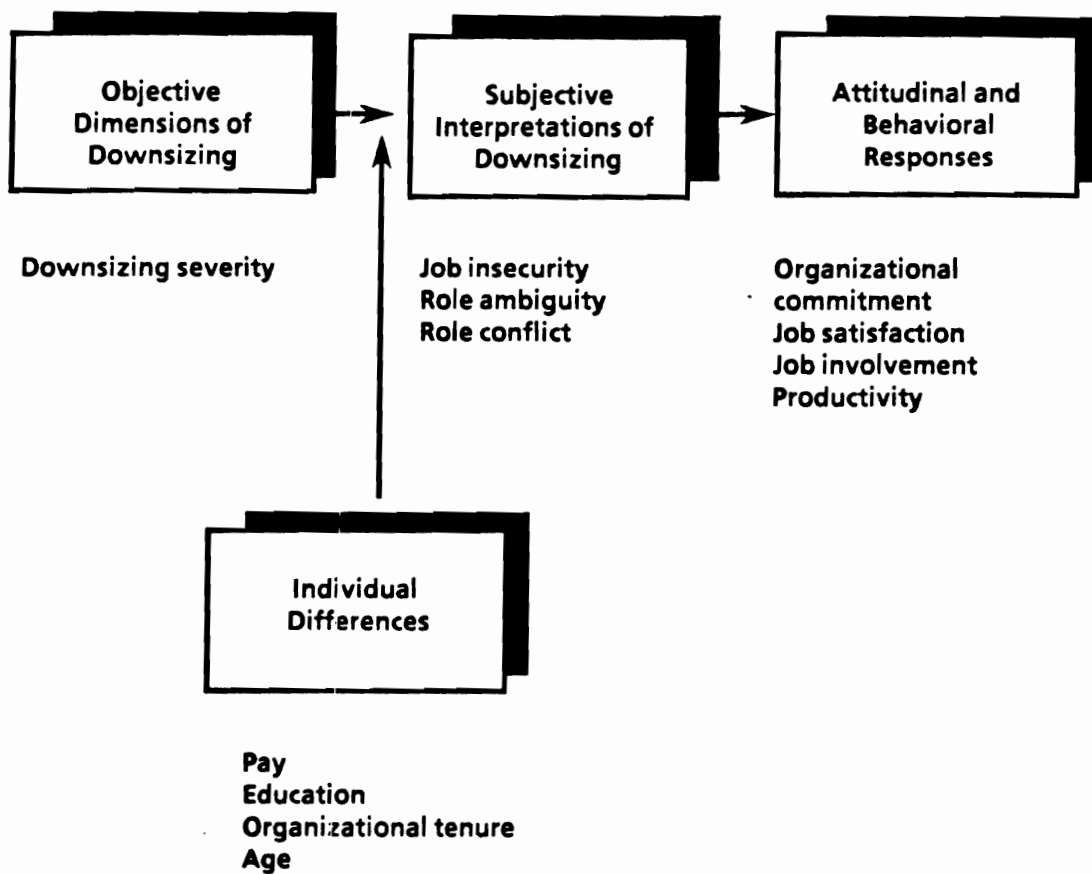 Objective
Dimensions of
Downsizing
Subjective
Interpretations of
Downsizing
Attitudinal and
Behavioral
Responses
Downsizing severity
Job insecurity
Role ambiguity
Role conflict
Organizational
commitment
Job satisfaction
Job involvement
Productivity
Individual
Differences
Pay
Education
Organizational tenure
Age